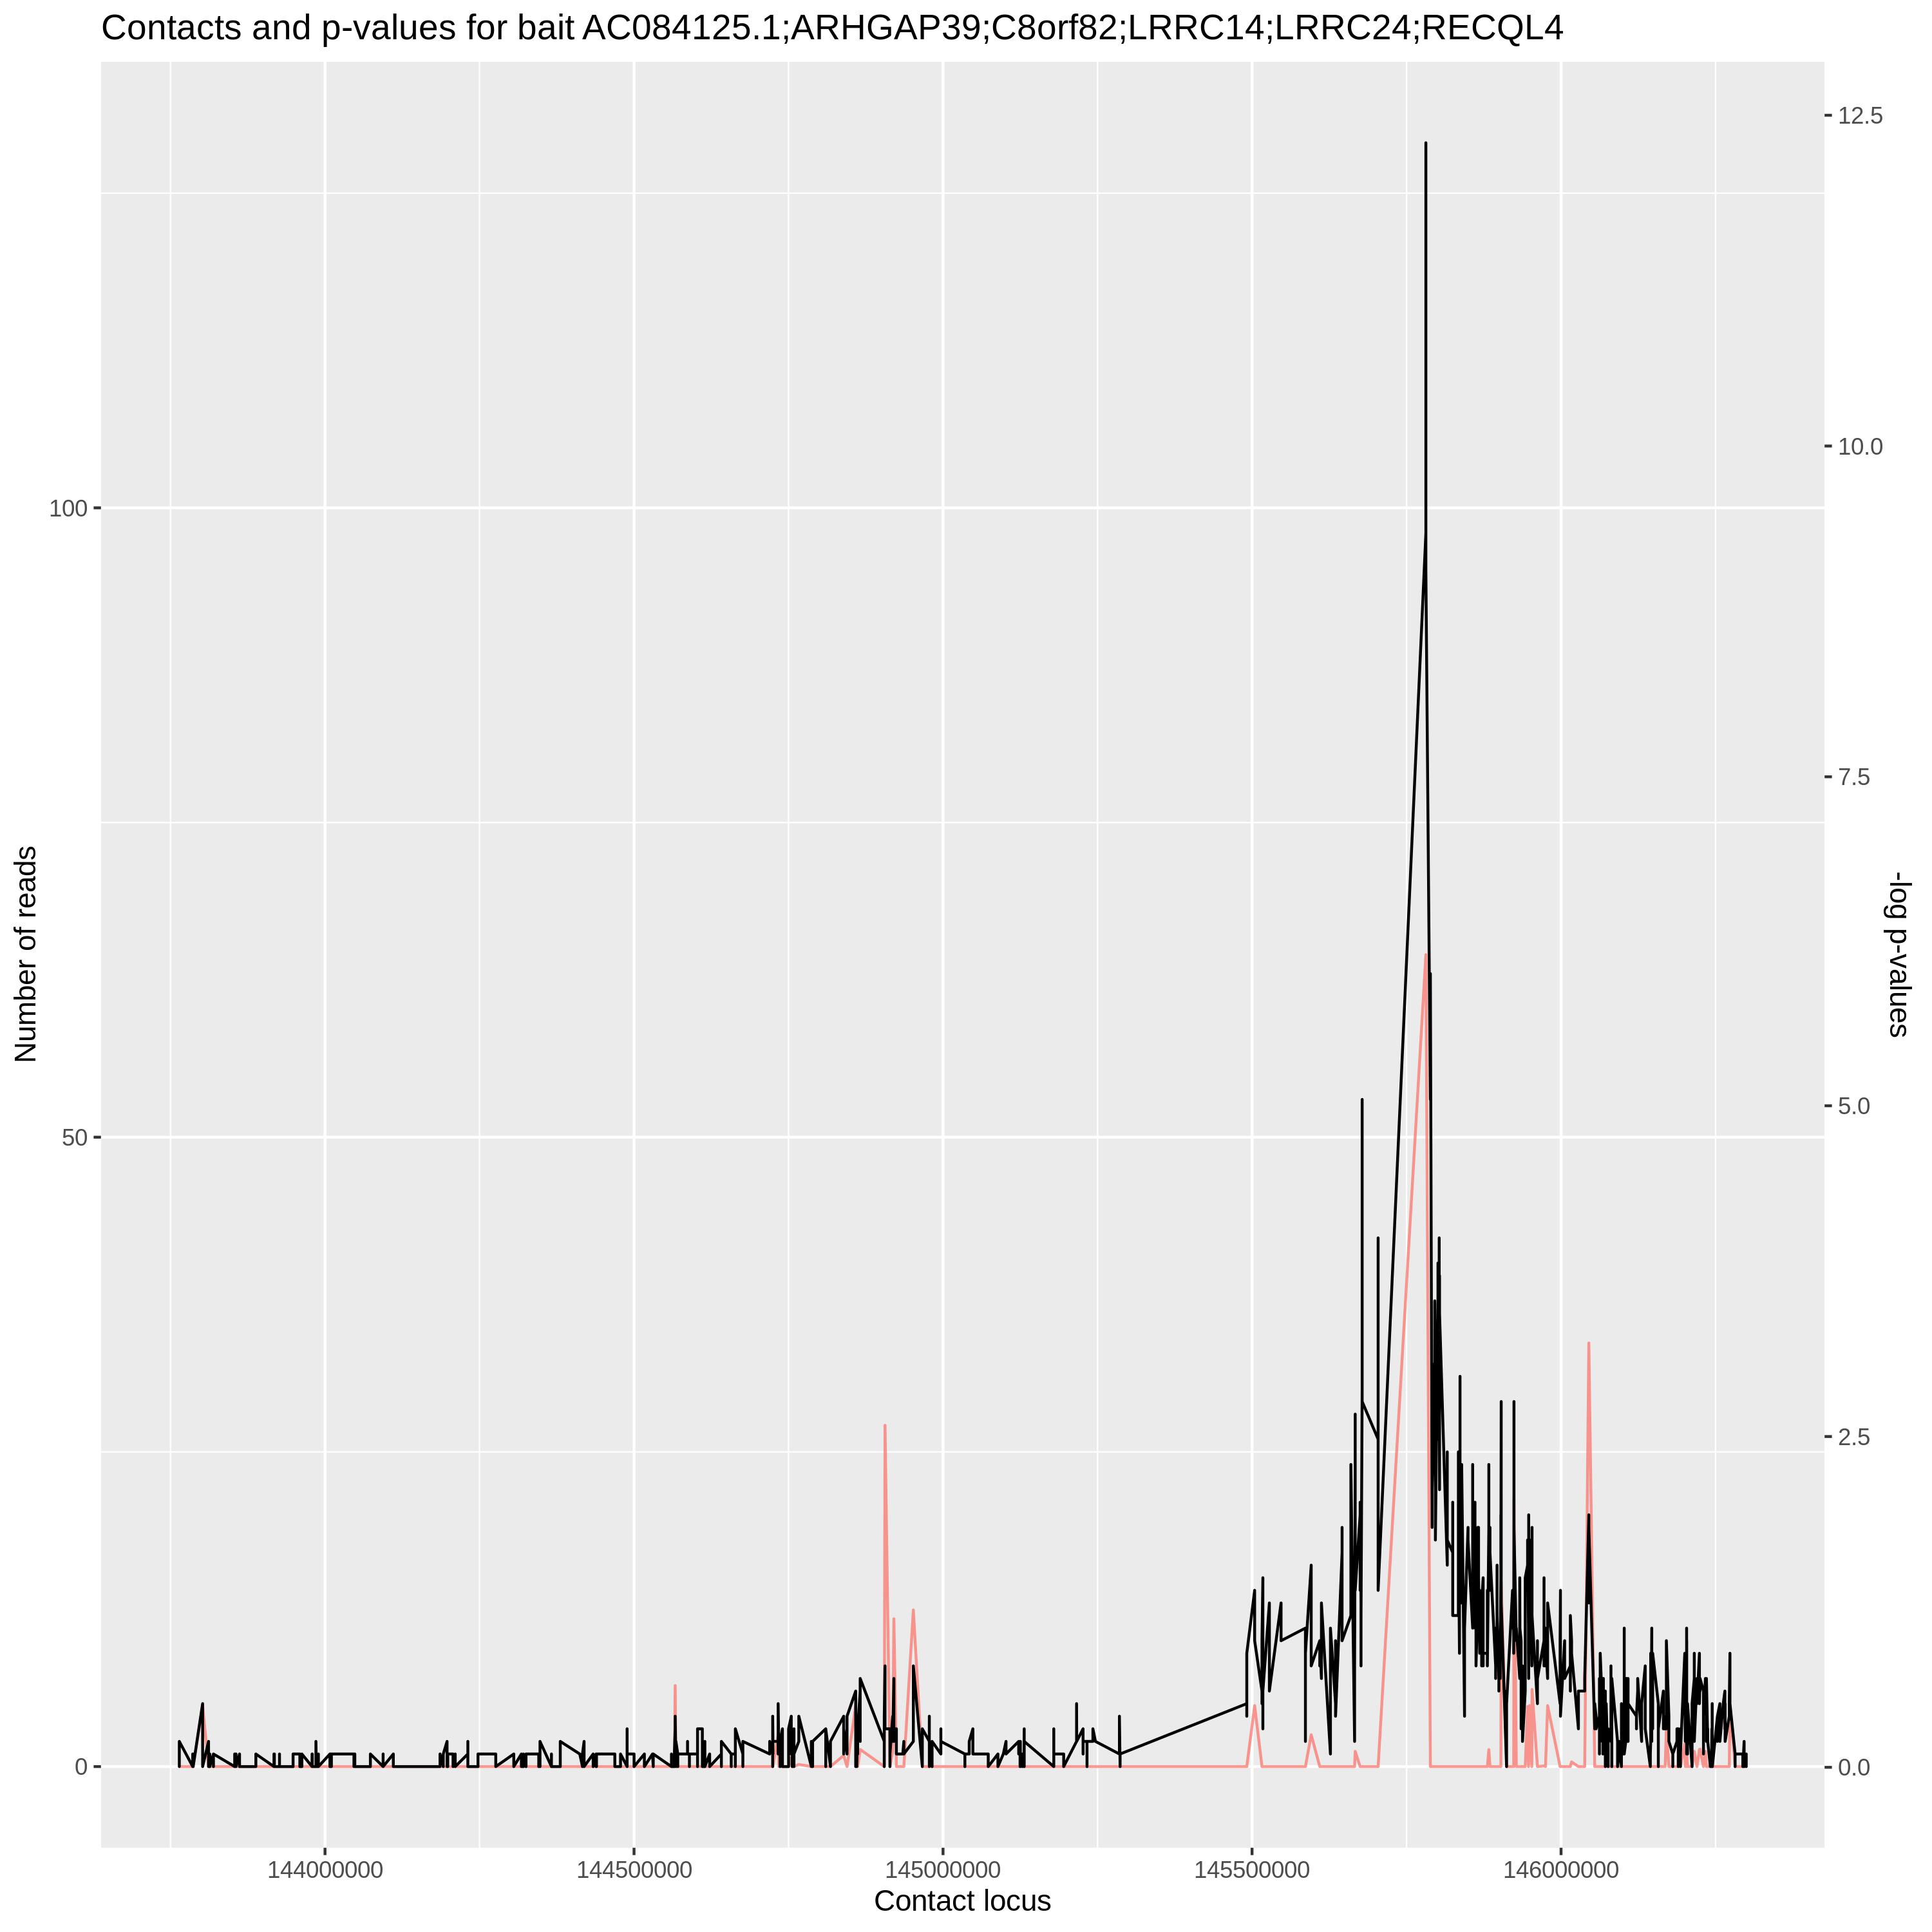 Contacts and p-values for bait AC084125.1;ARHGAP39;C8orf82;LRRC14;LRRC24;RECQL4
12.5
10.0
100
7.5
Number of reads
-log p-values
5.0
50
2.5
0
0.0
144000000 144500000 145000000 145500000 146000000
Contact locus